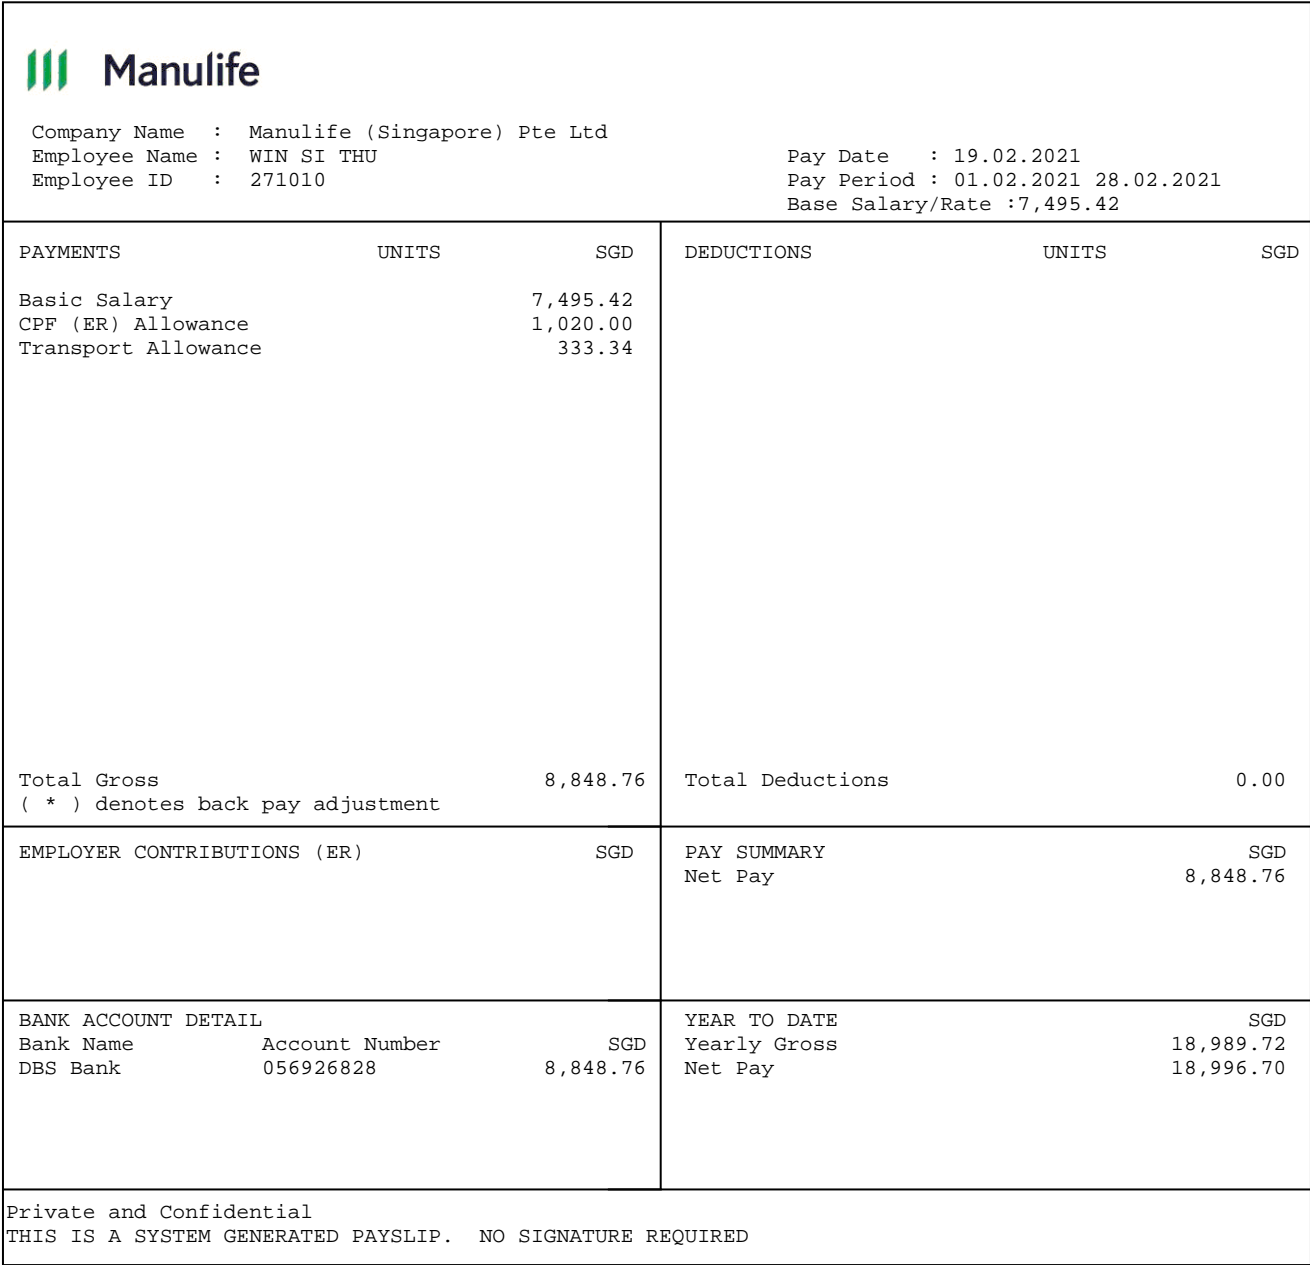 Manulife
Company Name : Manulife (Singapore) Pte Ltd
Employee Name : WIN SI THU
Employee ID : 271010
Pay Date : 19.02.2021
Pay Period : 01.02.2021 28.02.2021
Base Salary/Rate :7,495.42
PAYMENTS UNITS SGD
Basic Salary 7,495.42
CPF (ER) Allowance 1,020.00
Transport Allowance 333.34
Total Gross 8,848.76
( * ) denotes back pay adjustment
DEDUCTIONS UNITS SGD
Total Deductions 0.00
EMPLOYER CONTRIBUTIONS (ER) SGD
PAY SUMMARY SGD
Net Pay 8,848.76
BANK ACCOUNT DETAIL
Bank Name Account Number SGD
DBS Bank 056926828 8,848.76
YEAR TO DATE SGD
Yearly Gross 18,989.72
Net Pay 18,996.70
Private and Confidential
THIS IS A SYSTEM GENERATED PAYSLIP. NO SIGNATURE REQUIRED